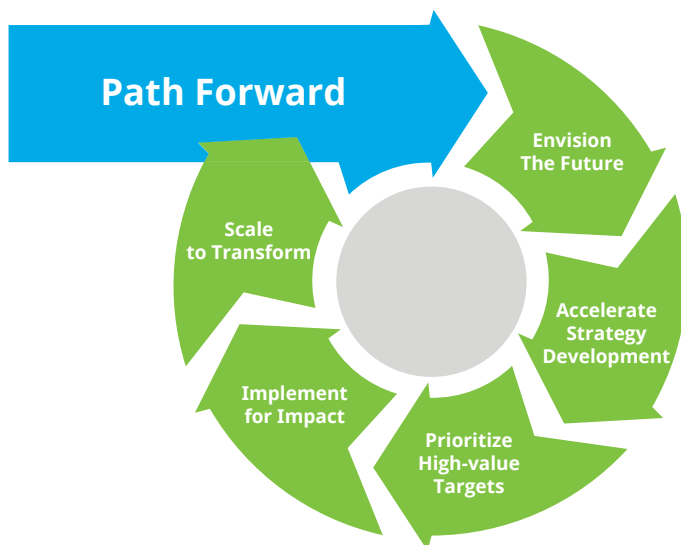 Path Forward
Envision
The Future
Accelerate
Strategy
Development
Prioritize
High-value
Targets
Implement
for Impact
Scale
to Transform